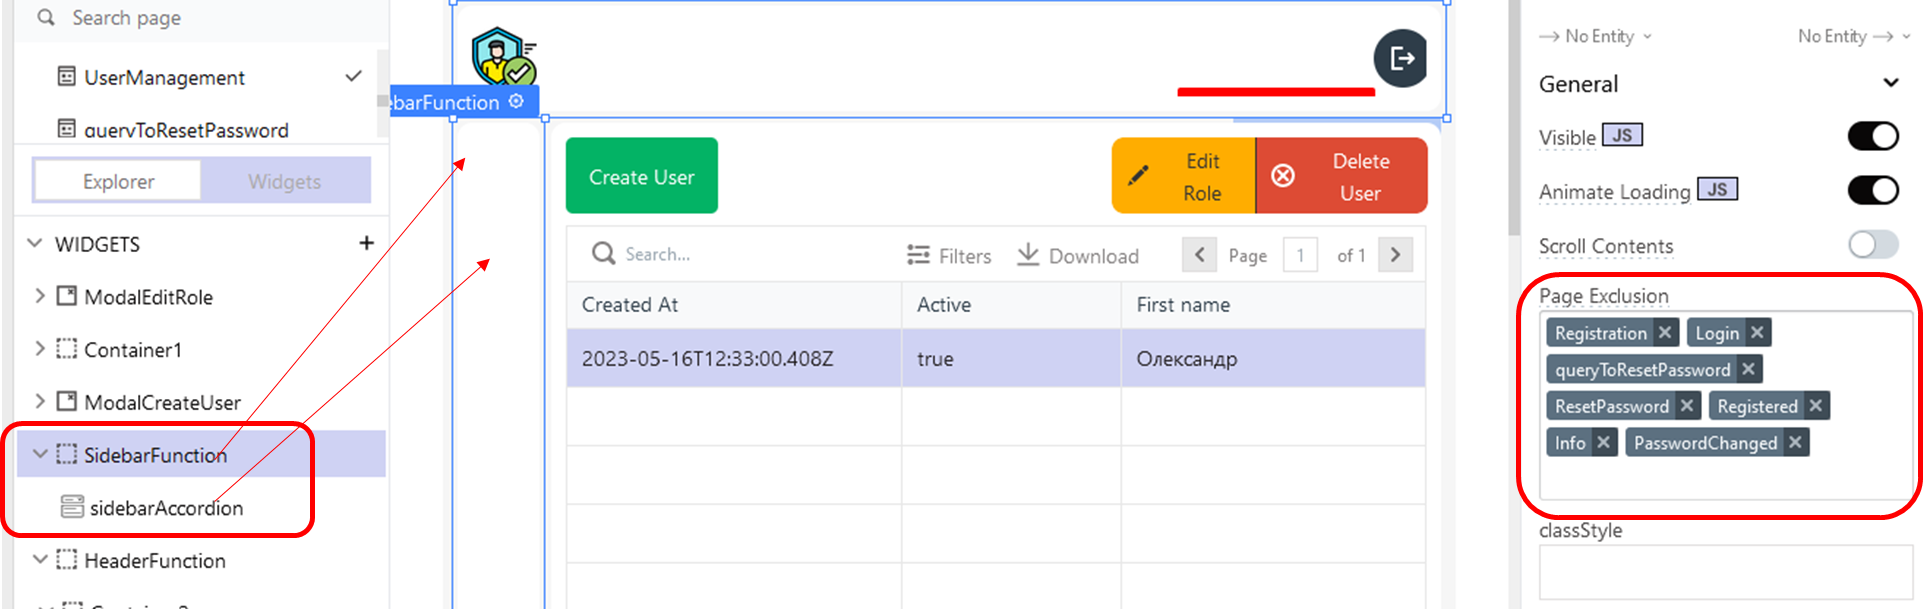 Search page
UserManagement
queryToResetPassword
Explorer Widgets
WIDGETS +
ModalEditRole
Container1
ModalCreateUser
SidebarFunction
sidebarAccordion
HeaderFunction
ebarFunction
Create User
Edit
Role
Delete
User
Search... Filters Download Page 1 of 1
Created At Active First name
2023-05-16T12:33:00.408Z true Олександр
No Entity No Entity
General
Visible JS
Animate Loading JS
Scroll Contents
Page Exclusion
Registration Login
queryToResetPassword
ResetPassword Registered
Info PasswordChanged
classStyle